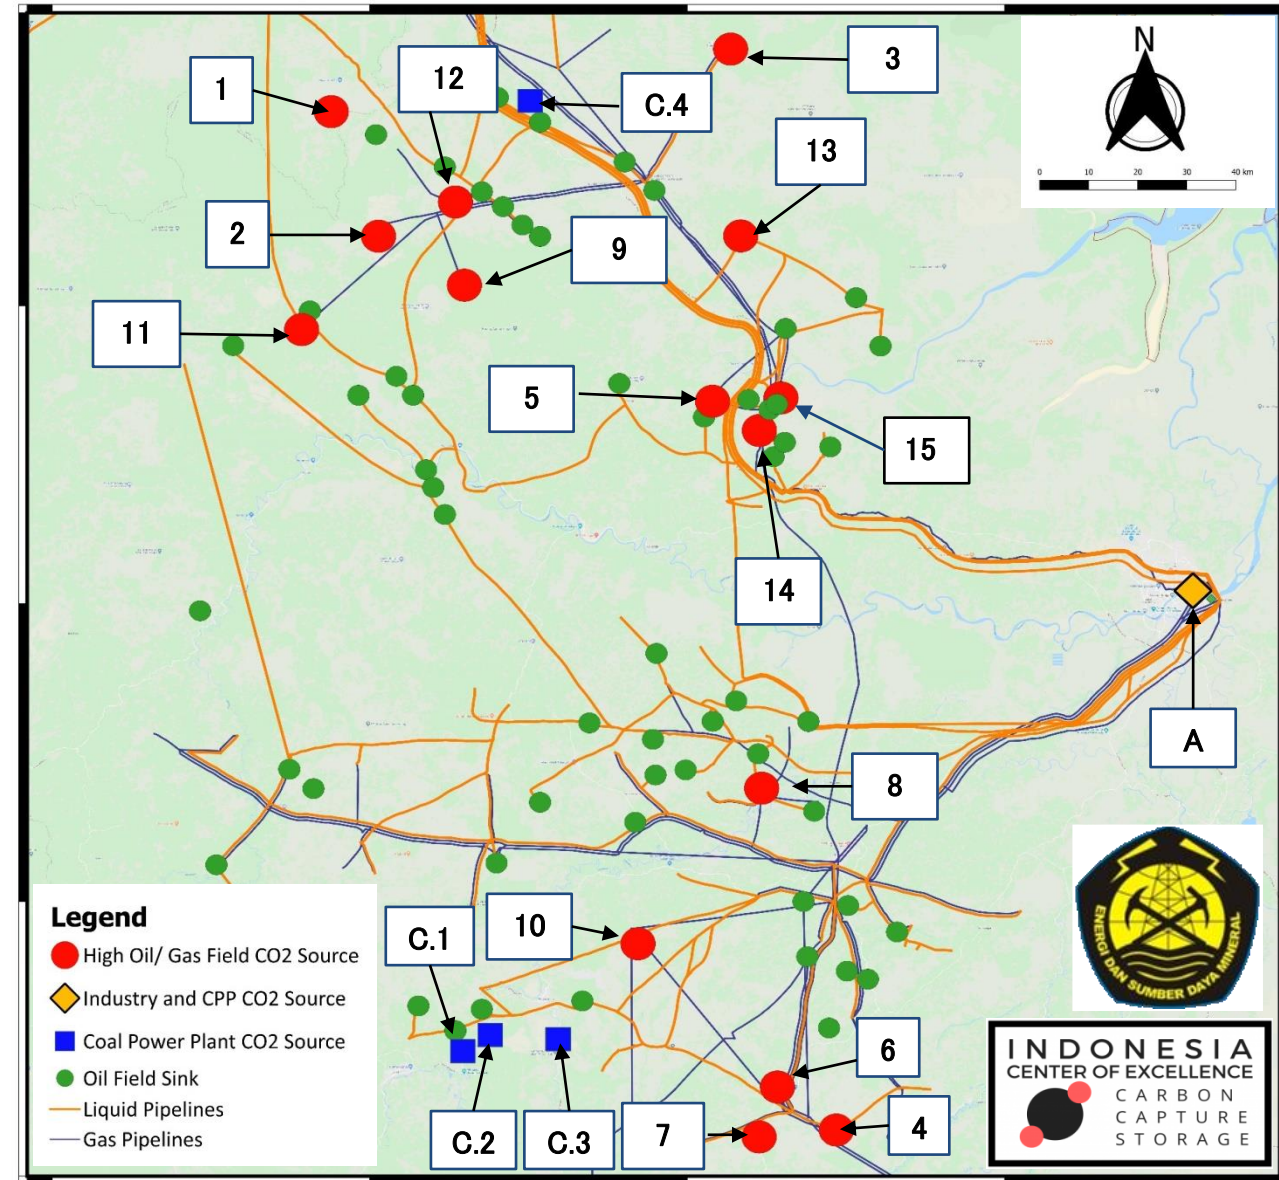 N
0 10 20 30 40 km
3
12
1
C.4
13
2
9
11
5
15
14
A
8
10
C.1
6
C.2
C.3
7
4
Legend
High Oil/ Gas Field CO2 Source
Industry and CPP CO2 Source
Coal Power Plant CO2 Source
Oil Field Sink
Liquid Pipelines
Gas Pipelines
ENERGI DAN SUMBER DAYA MINERAL
INDONESIA
CENTER OF EXCELLENCE
CARBON
CAPTURE
STORAGE